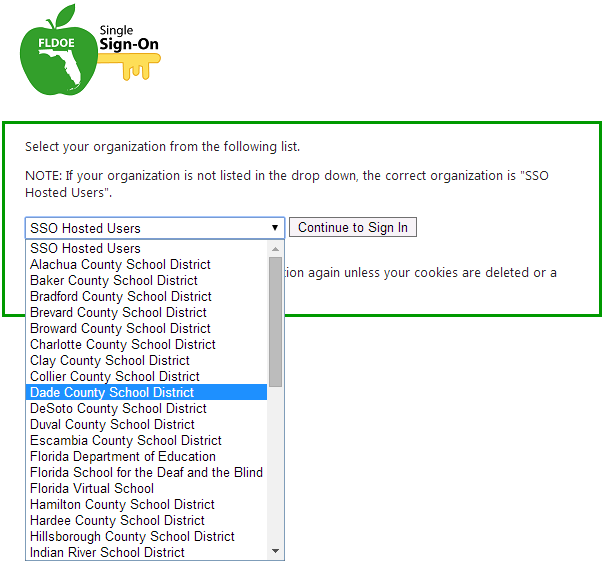 FLDOE
Single
Sign-On
Select your organization from the following list.
NOTE: If your organization is not listed in the drop down, the correct organization is "SSO
Hosted Users".
SSO Hosted Users
Continue to Sign In
SSO Hosted Users
Alachua County School District
Baker County School District
Bradford County School District
Brevard County School District
Broward County School District
Charlotte County School District
Clay County School District
Collier County School District
Dade County School District
DeSoto County School District
Duval County School District
Escambia County School District
Florida Department of Education
Florida School for the Deaf and the Blind
Florida Virtual School
Hamilton County School District
Hardee County School District
Hillsborough County School District
Indian River School District
again unless your cookies are deleted or a